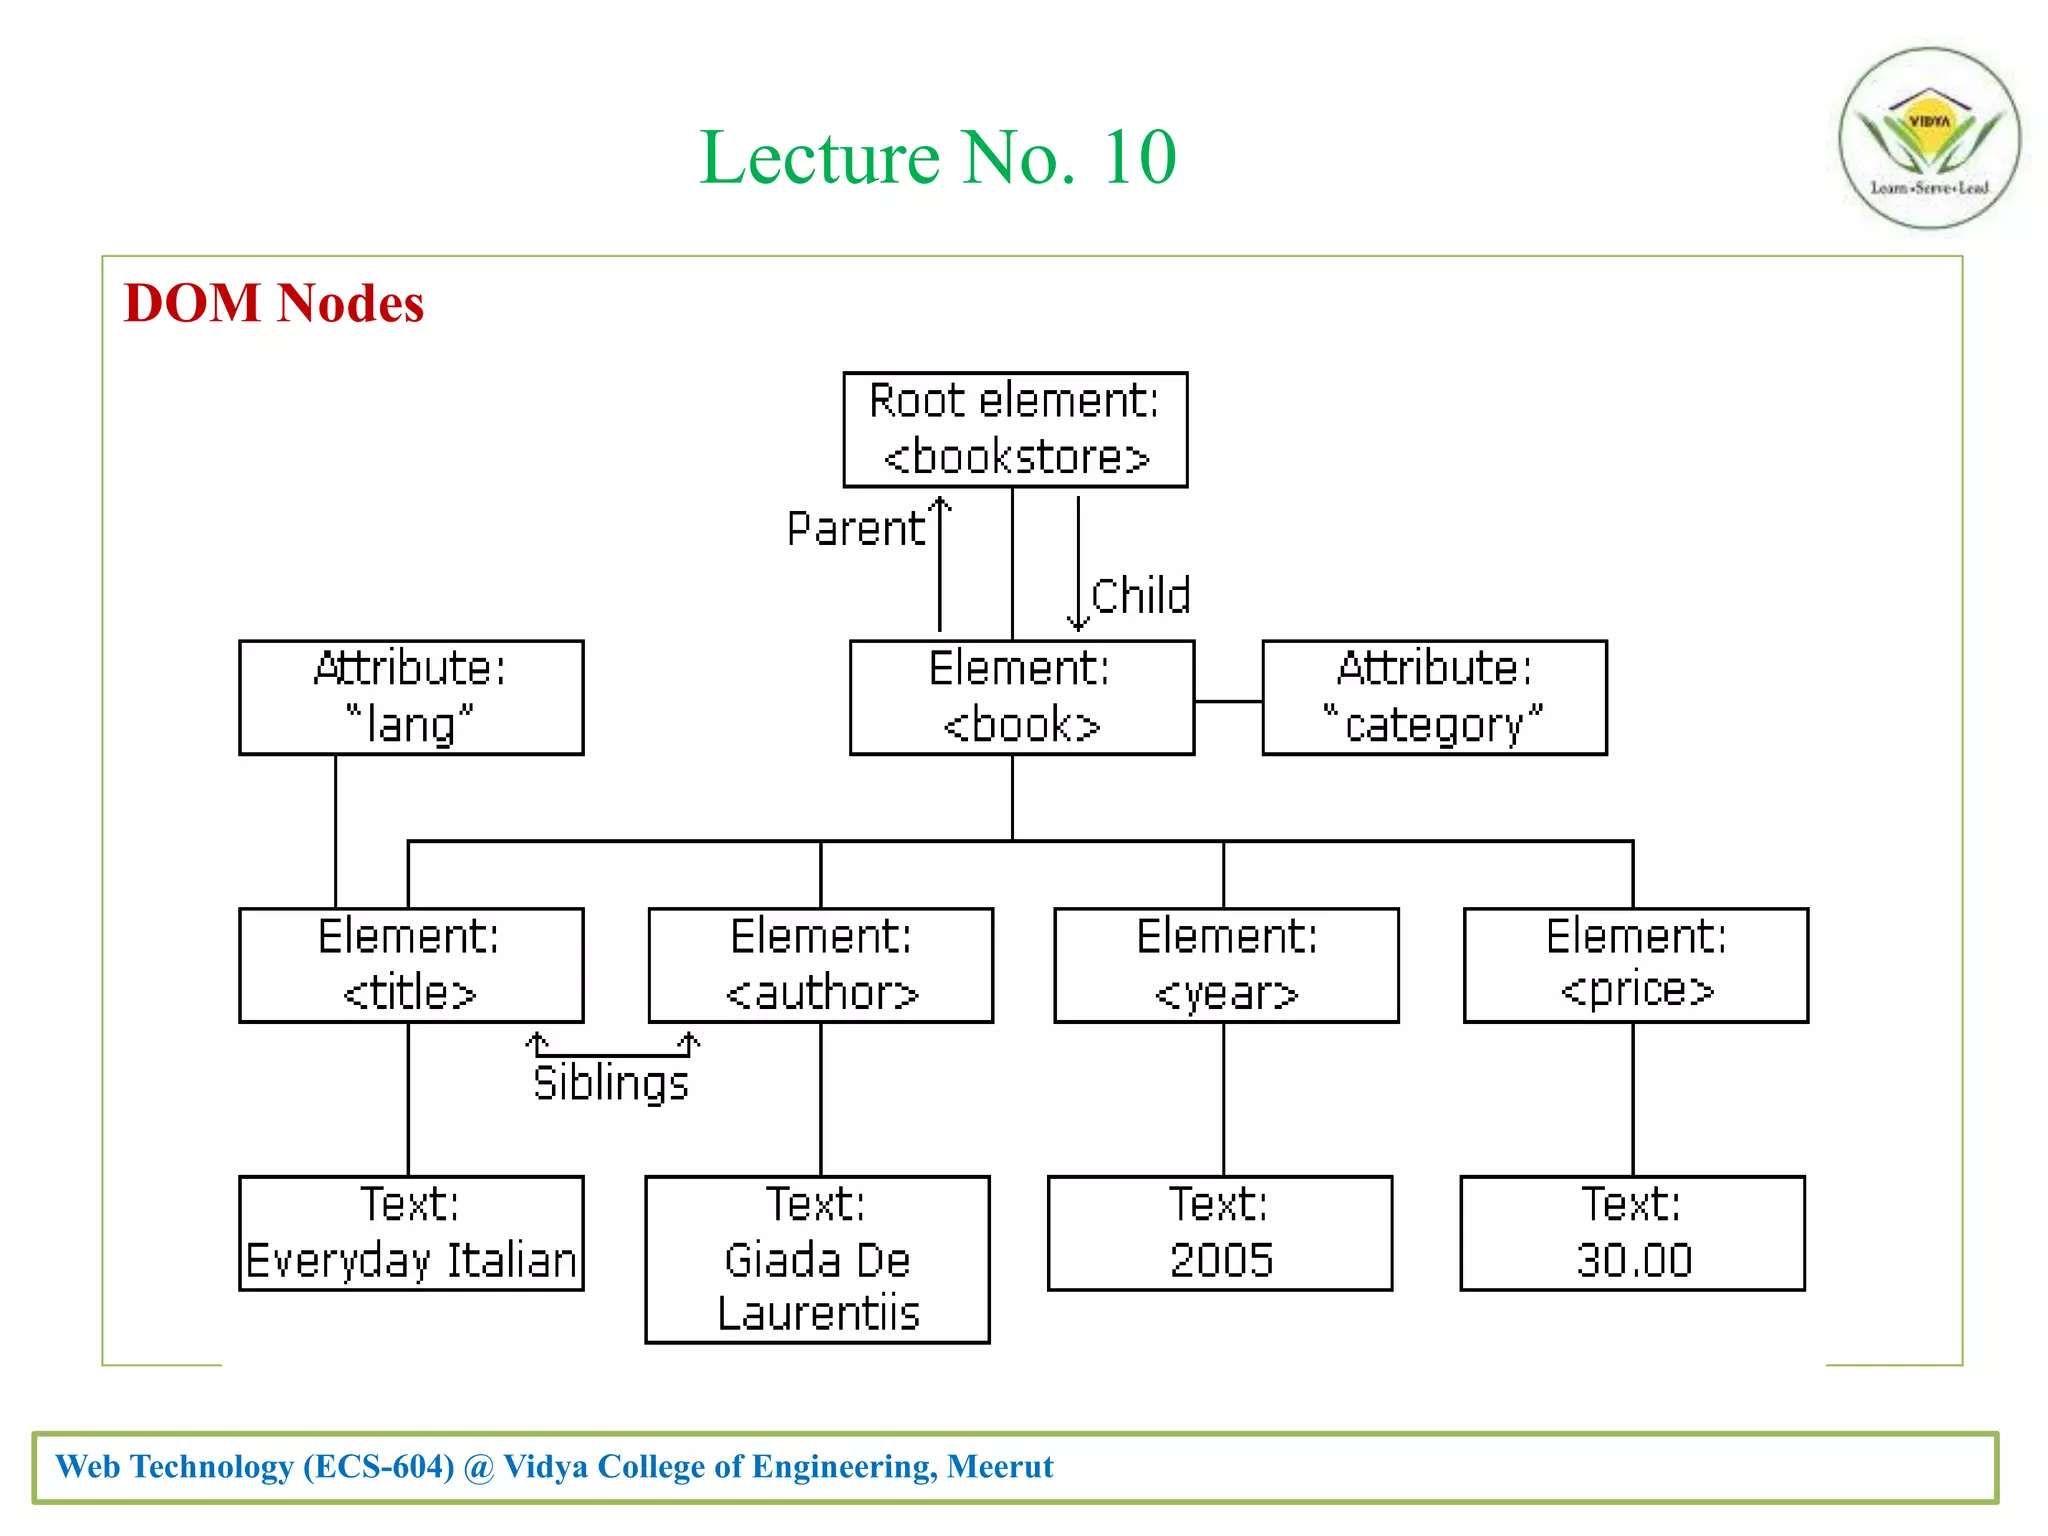 Lecture No. 10
VIDYA
Learn•Serve•Lead
DOM Nodes
Root element:
<bookstore>
Parent
Child
Attribute:
“lang”
Element:
<book>
Attribute:
“category”
Element:
<title>
Element:
<author>
Element:
<year>
Element:
<price>
Siblings
Text:
Everyday Italian
Text:
Giada De
Laurentiis
Text:
2005
Text:
30.00
Web Technology (ECS-604) @ Vidya College of Engineering, Meerut